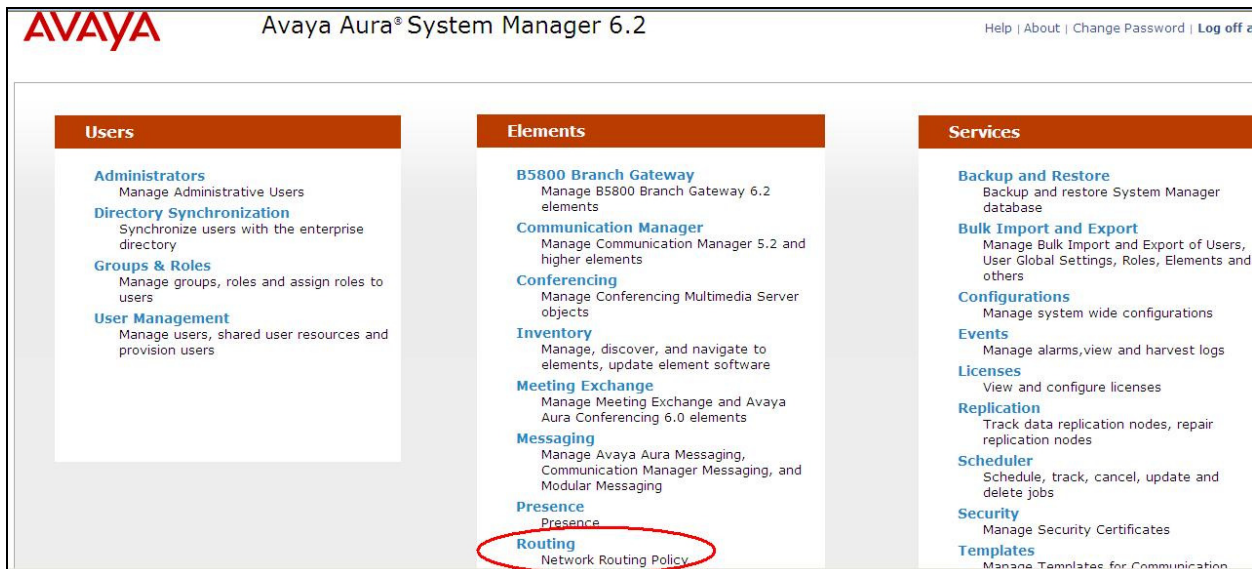 AVAYA
Avaya Aura® System Manager 6.2
Help | About | Change Password | Log off a
Users
Administrators
Manage Administrative Users
Directory Synchronization
Synchronize users with the enterprise
directory
Groups & Roles
Manage groups, roles and assign roles to
users
User Management
Manage users, shared user resources and
provision users
Elements
B5800 Branch Gateway
Manage B5800 Branch Gateway 6.2
elements
Communication Manager
Manage Communication Manager 5.2 and
higher elements
Conferencing
Manage Conferencing Multimedia Server
objects
Inventory
Manage, discover, and navigate to
elements, update element software
Meeting Exchange
Manage Meeting Exchange and Avaya
Aura Conferencing 6.0 elements
Messaging
Manage Avaya Aura Messaging,
Communication Manager Messaging, and
Modular Messaging
Presence
Presence
Routing
Network Routing Policy
Services
Backup and Restore
Backup and restore System Manager
database
Bulk Import and Export
Manage Bulk Import and Export of Users,
User Global Settings, Roles, Elements and
others
Configurations
Manage system wide configurations
Events
Manage alarms,view and harvest logs
Licenses
View and configure licenses
Replication
Track data replication nodes, repair
replication nodes
Scheduler
Schedule, track, cancel, update and
delete jobs
Security
Manage Security Certificates
Templates
Manage Templates for Communication